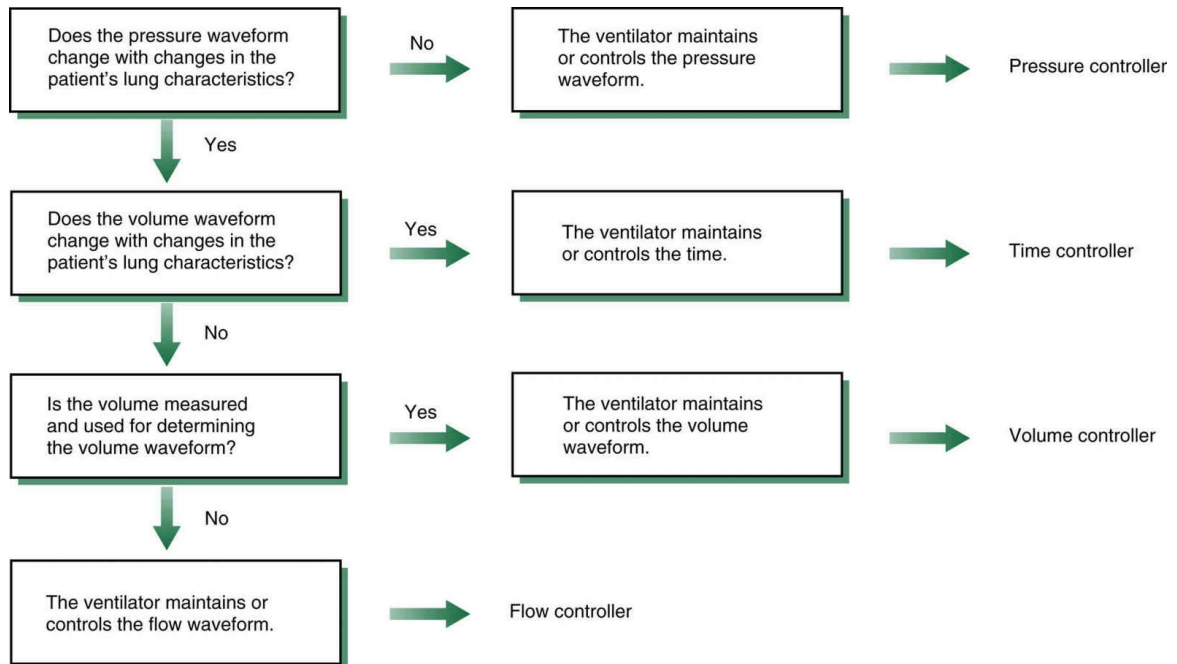 Does the pressure waveform
change with changes in the
patient's lung characteristics?
No
The ventilator maintains
or controls the pressure
waveform.
Pressure controller
Yes
Does the volume waveform
change with changes in the
patient's lung characteristics?
Yes
The ventilator maintains
or controls the time.
Time controller
No
Is the volume measured
and used for determining
the volume waveform?
Yes
The ventilator maintains
or controls the volume
waveform.
Volume controller
No
The ventilator maintains or
controls the flow waveform.
Flow controller